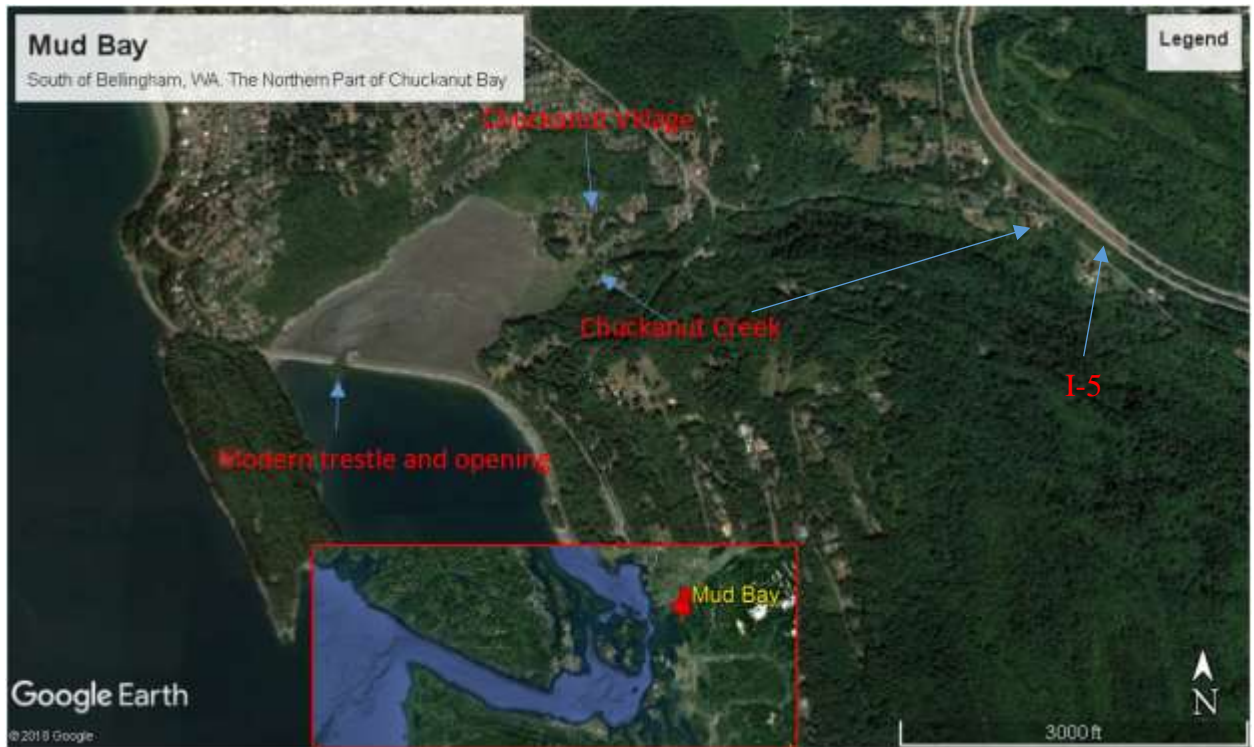 Mud Bay
South of Bellingham, WA. The Northern Part of Chuckanut Bay
Legend
Chuckanut Village
Chuckanut Creek
I-5
Modern trestle and opening
Mud Bay
Google Earth
© 2018 Google
N
3000 ft